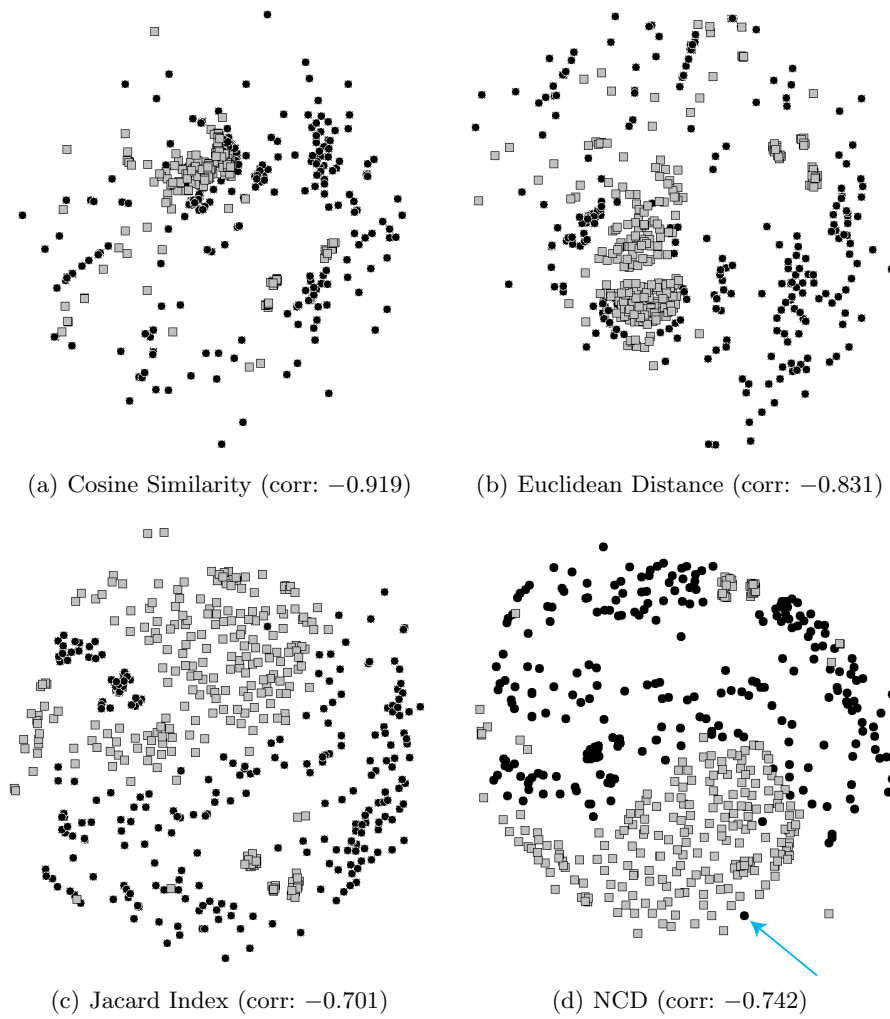 (a) Cosine Similarity (corr: −0.919)
(b) Euclidean Distance (corr: −0.831)
(c) Jacard Index (corr: −0.701)
(d) NCD (corr: −0.742)